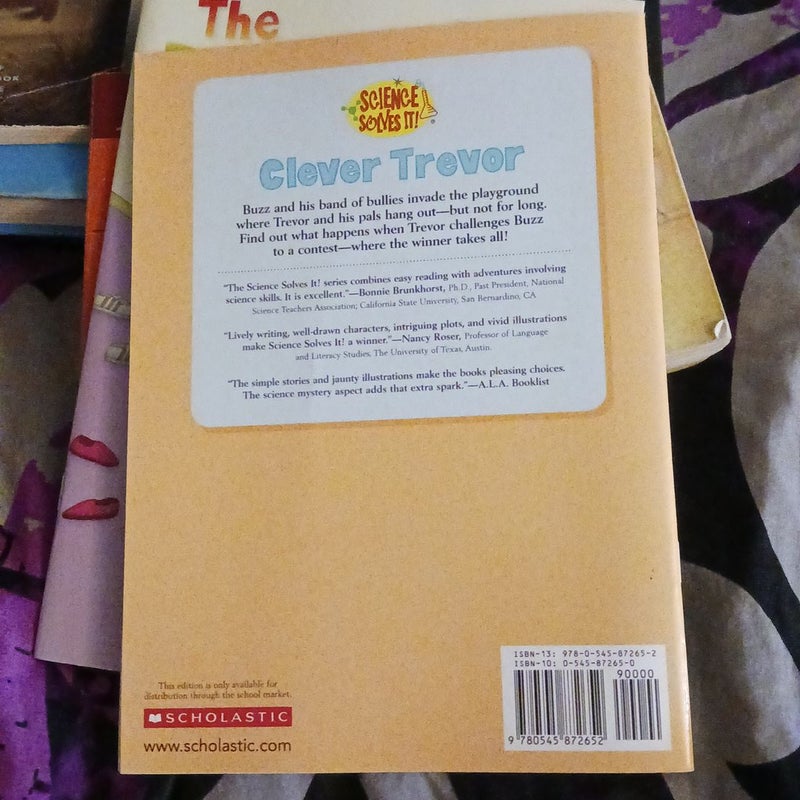 The
OOK
SCIENCE
SOLVES IT!
Clever Trevor
Buzz and his band of bullies invade the playground
where Trevor and his pals hang out—but not for long.
Find out what happens when Trevor challenges Buzz
to a contest—where the winner takes all!
“The Science Solves It! series combines easy reading with adventures involving
science skills. It is excellent.”—Bonnie Brunkhorst, Ph.D., Past President, National
Science Teachers Association; California State University, San Bernardino, CA
“Lively writing, well-drawn characters, intriguing plots, and vivid illustrations
make Science Solves It! a winner.”—Nancy Roser, Professor of Language
and Literacy Studies, The University of Texas, Austin.
“The simple stories and jaunty illustrations make the books pleasing choices.
The science mystery aspect adds that extra spark.”—A.L.A. Booklist
This edition is only available for
distribution through the school market.
SCHOLASTIC
www.scholastic.com
ISBN-13: 978-0-545-87265-2
ISBN-10: 0-545-87265-0
90000
9 780545 872652